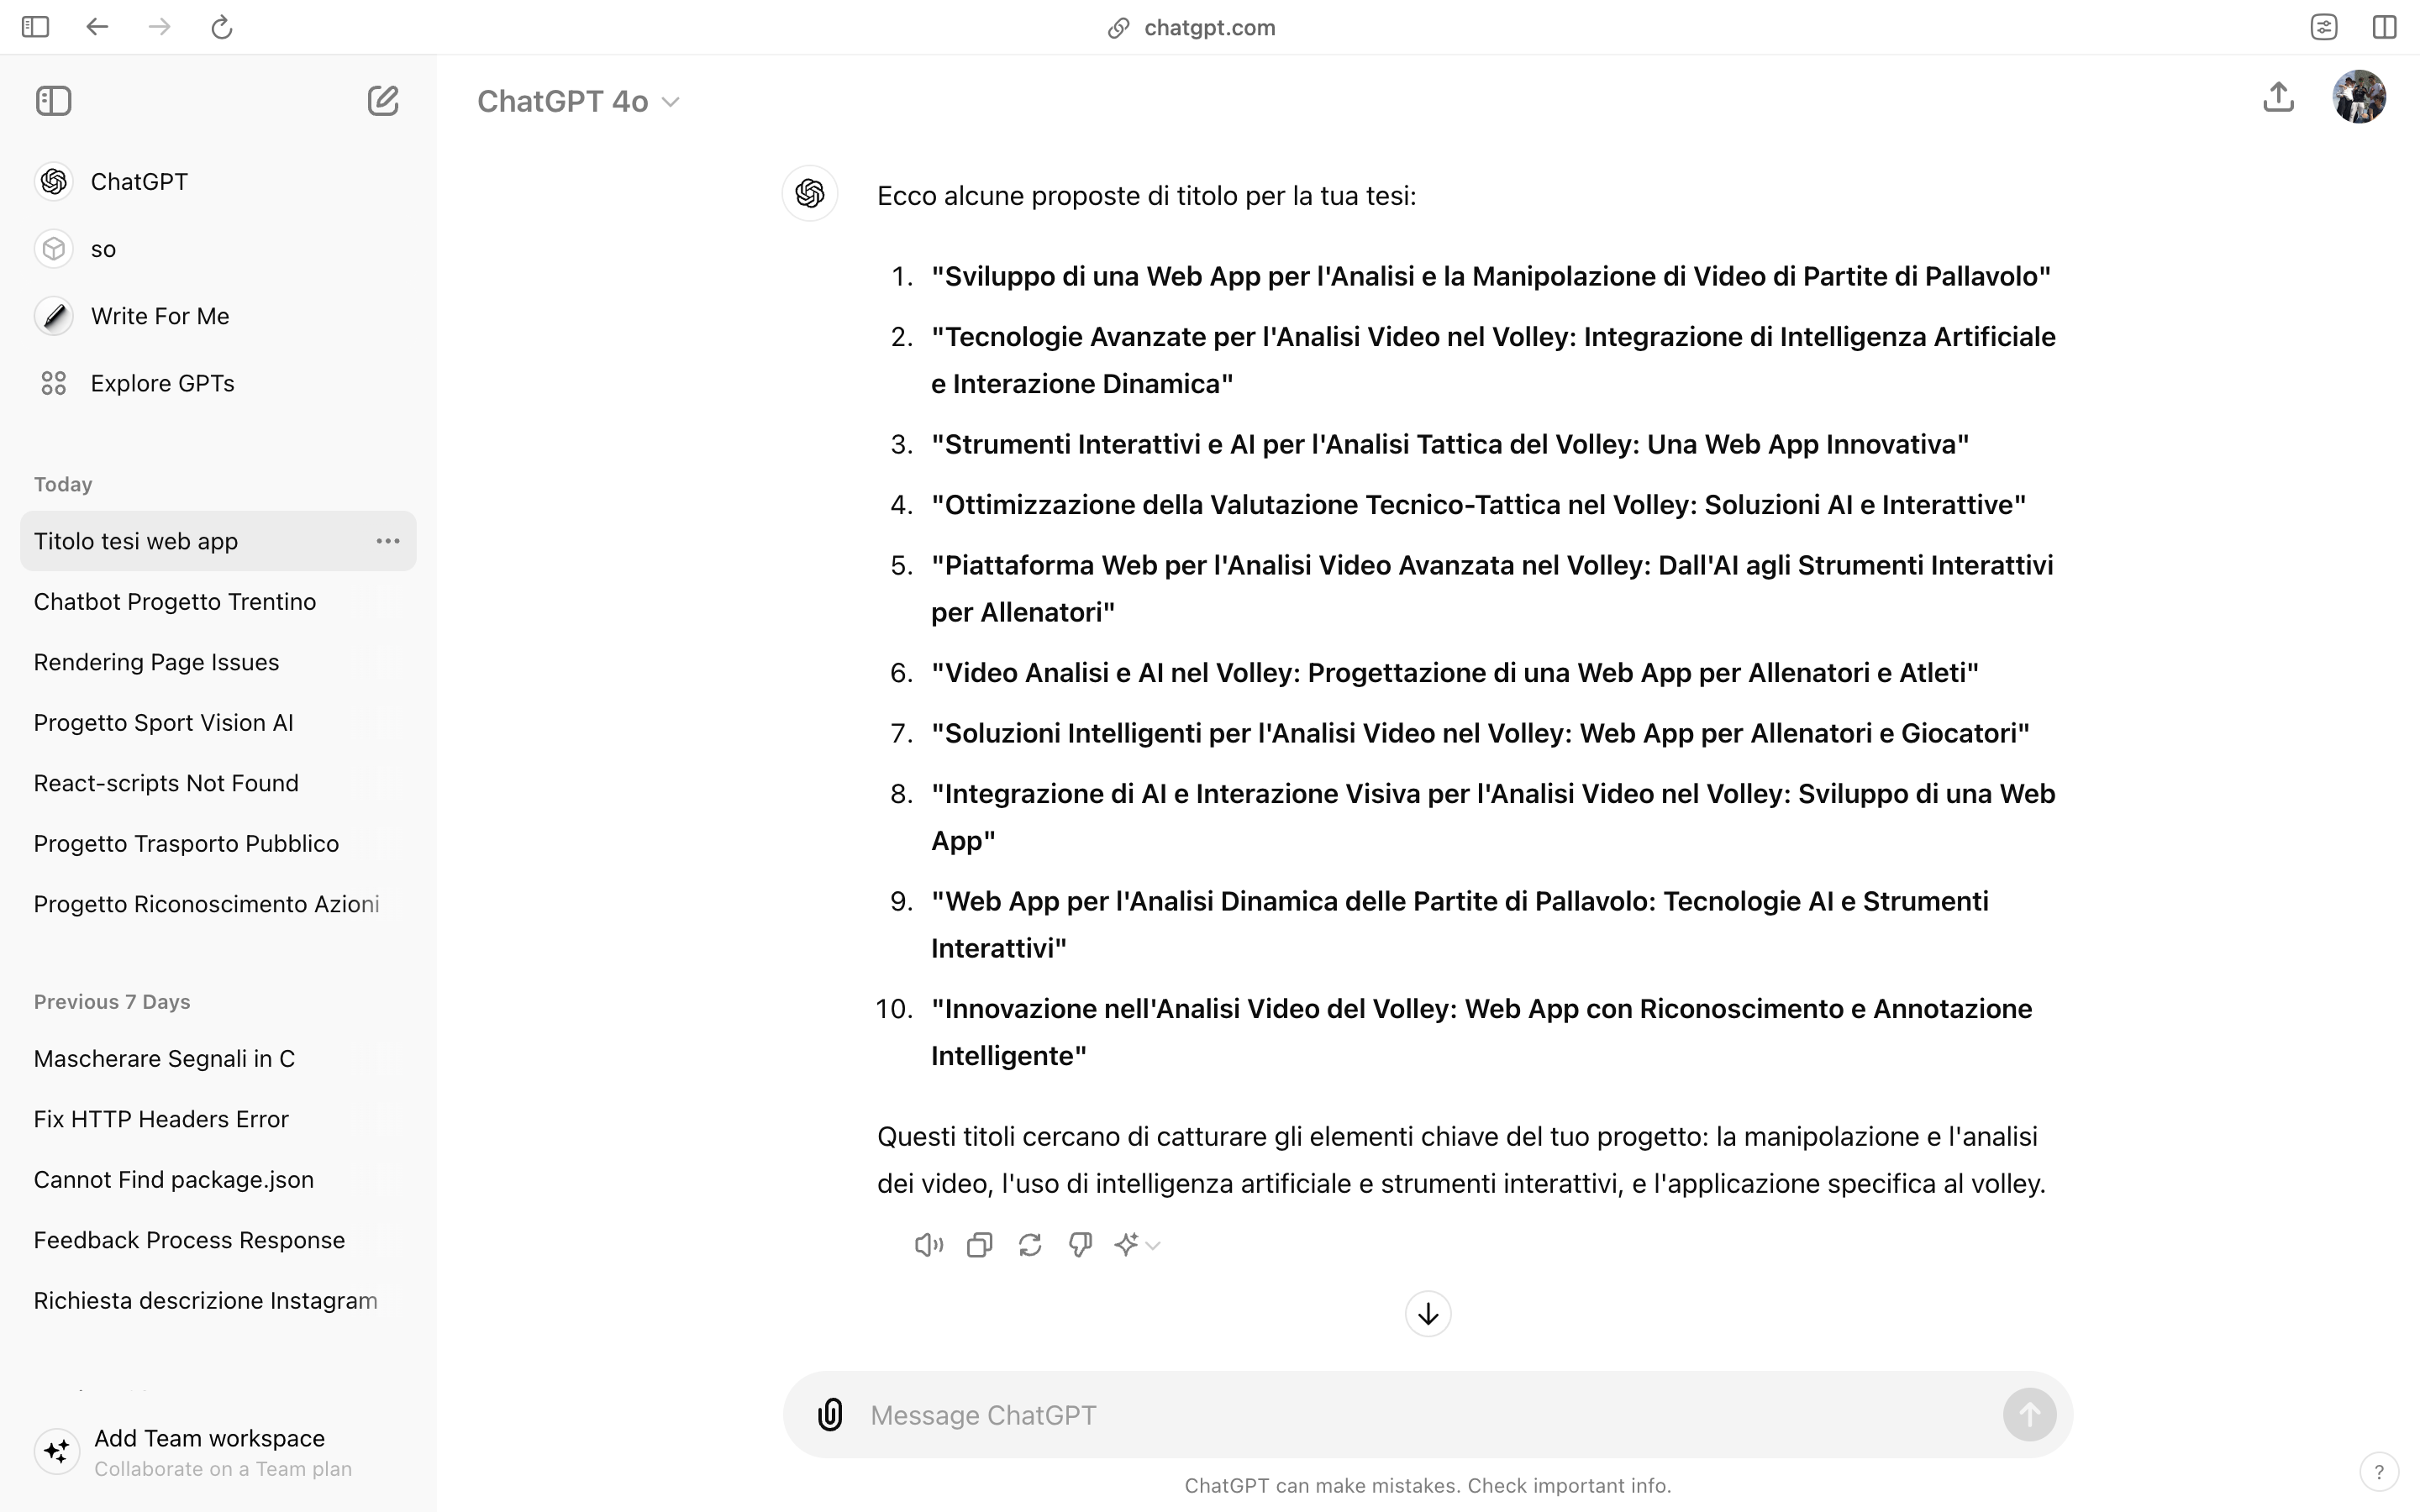 chatgpt.com
ChatGPT 4o
ChatGPT
so
Write For Me
Explore GPTs
Today
Titolo tesi web app
Chatbot Progetto Trentino
Rendering Page Issues
Progetto Sport Vision AI
React-scripts Not Found
Progetto Trasporto Pubblico
Progetto Riconoscimento Azioni
Previous 7 Days
Mascherare Segnali in C
Fix HTTP Headers Error
Cannot Find package.json
Feedback Process Response
Richiesta descrizione Instagram
Add Team workspace
Collaborate on a Team plan
Ecco alcune proposte di titolo per la tua tesi:
1. "Sviluppo di una Web App per l'Analisi e la Manipolazione di Video di Partite di Pallavolo"
2. "Tecnologie Avanzate per l'Analisi Video nel Volley: Integrazione di Intelligenza Artificiale
e Interazione Dinamica"
3. "Strumenti Interattivi e AI per l'Analisi Tattica del Volley: Una Web App Innovativa"
4. "Ottimizzazione della Valutazione Tecnico-Tattica nel Volley: Soluzioni AI e Interattive"
5. "Piattaforma Web per l'Analisi Video Avanzata nel Volley: Dall'AI agli Strumenti Interattivi
per Allenatori"
6. "Video Analisi e AI nel Volley: Progettazione di una Web App per Allenatori e Atleti"
7. "Soluzioni Intelligenti per l'Analisi Video nel Volley: Web App per Allenatori e Giocatori"
8. "Integrazione di AI e Interazione Visiva per l'Analisi Video nel Volley: Sviluppo di una Web
App"
9. "Web App per l'Analisi Dinamica delle Partite di Pallavolo: Tecnologie AI e Strumenti
Interattivi"
10. "Innovazione nell'Analisi Video del Volley: Web App con Riconoscimento e Annotazione
Intelligente"
Questi titoli cercano di catturare gli elementi chiave del tuo progetto: la manipolazione e l'analisi
dei video, l'uso di intelligenza artificiale e strumenti interattivi, e l'applicazione specifica al volley.
Message ChatGPT
ChatGPT can make mistakes. Check important info.
?